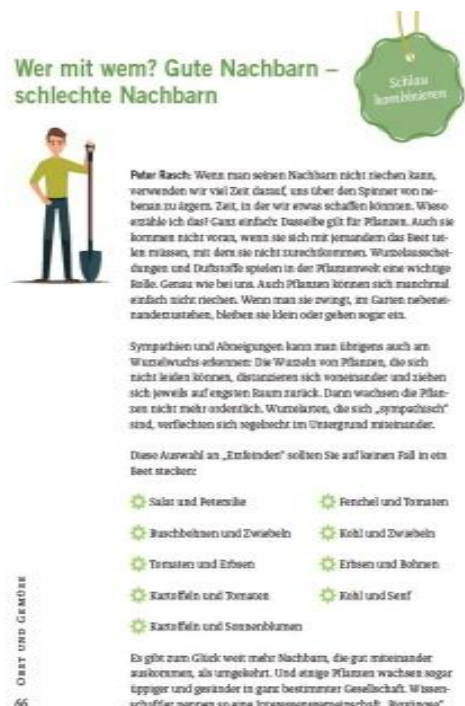 Wer mit wem? Gute Nachbarn –
schlechte Nachbarn
Schlau
kombinieren
Peter Rasch: Wenn man seinen Nachbarn nicht riechen kann,
verwenden wir viel Zeit darauf, uns über den Spinner von ne-
benan zu ärgern. Zeit, in der wir etwas schaffen könnten. Wieso
erzähle ich das? Ganz einfach: Dasselbe gilt für Pflanzen. Auch sie
kommen nicht voran, wenn sie sich mit jemandem das Beet tei-
len müssen, mit dem sie nicht zurechtkommen. Wurzelausschei-
dungen und Duftstoffe spielen in der Pflanzenwelt eine wichtige
Rolle. Genau wie bei uns. Auch Pflanzen können sich manchmal
einfach nicht riechen. Wenn man sie zwingt, im Garten nebenei-
nanderzustehen, bleiben sie klein oder gehen sogar ein.
Sympathien und Abneigungen kann man übrigens auch am
Wurzelwuchs erkennen: Die Wurzeln von Pflanzen, die sich
nicht leiden können, distanzieren sich voneinander und ziehen
sich jeweils auf engsten Raum zurück. Dann wachsen die Pflan-
zen nicht mehr ordentlich. Wurzelarten, die sich „sympathisch“
sind, verflechten sich regelrecht im Untergrund miteinander.
Diese Auswahl an „Erzfeinden“ sollten Sie auf keinen Fall in ein
Beet stecken:
Salat und Petersilie
Buschbohnen und Zwiebeln
Tomaten und Erbsen
Kartoffeln und Tomaten
Kartoffeln und Sonnenblumen
Fenchel und Tomaten
Kohl und Zwiebeln
Erbsen und Bohnen
Kohl und Senf
Es gibt zum Glück weit mehr Nachbarn, die gut miteinander
auskommen, als umgekehrt. Und einige Pflanzen wachsen sogar
üppiger und gesünder in ganz bestimmter Gesellschaft. Wissen-
schaftler nennen so eine Interessengemeinschaft „Biozönose“
66 Obst und Gemüse